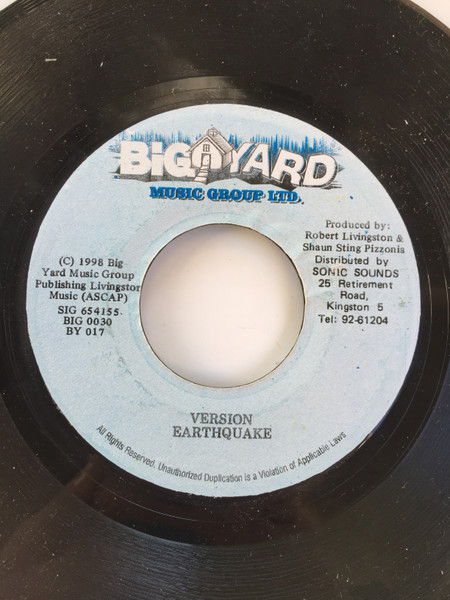 BIG YARD
MUSIC GROUP LTD.
(C) 1998 Big
Yard Music Group
Publishing Livingston
Music (ASCAP)
SIG 654155
BIG 0030
BY 017
Produced by:
Robert Livingston &
Shaun Sting Pizzonia
Distributed by
SONIC SOUNDS
25 Retirement
Road,
Kingston 5
Tel: 92-61204
VERSION
EARTHQUAKE
All Rights Reserved. Unauthorized Duplication is a Violation of Applicable Laws